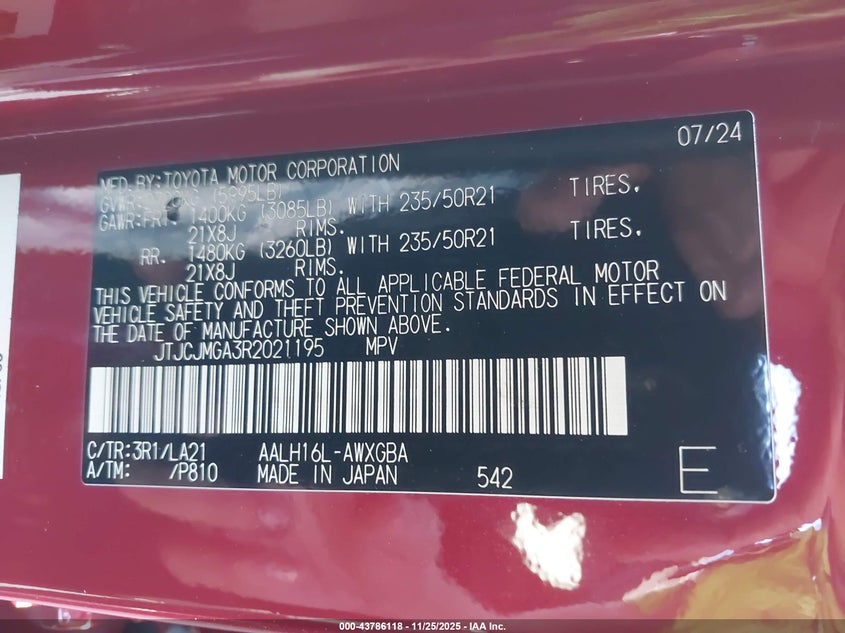 07/24
MFD.BY:TOYOTA MOTOR CORPORATION
GVWR: (5995LB)
GAWR:FRT. 1400KG (3085LB) WITH 235/50R21 TIRES,
21X8J RIMS.
RR. 1480KG (3260LB) WITH 235/50R21 TIRES,
21X8J RIMS.
THIS VEHICLE CONFORMS TO ALL APPLICABLE FEDERAL MOTOR
VEHICLE SAFETY AND THEFT PREVENTION STANDARDS IN EFFECT ON
THE DATE OF MANUFACTURE SHOWN ABOVE.
JTJCJMGA3R2021195 MPV
C/TR:3R1/LA21 AALH16L-AWXGBA
A/TM: /P810 MADE IN JAPAN 542 E
000-43786118 - 11/25/2025 - IAA Inc.